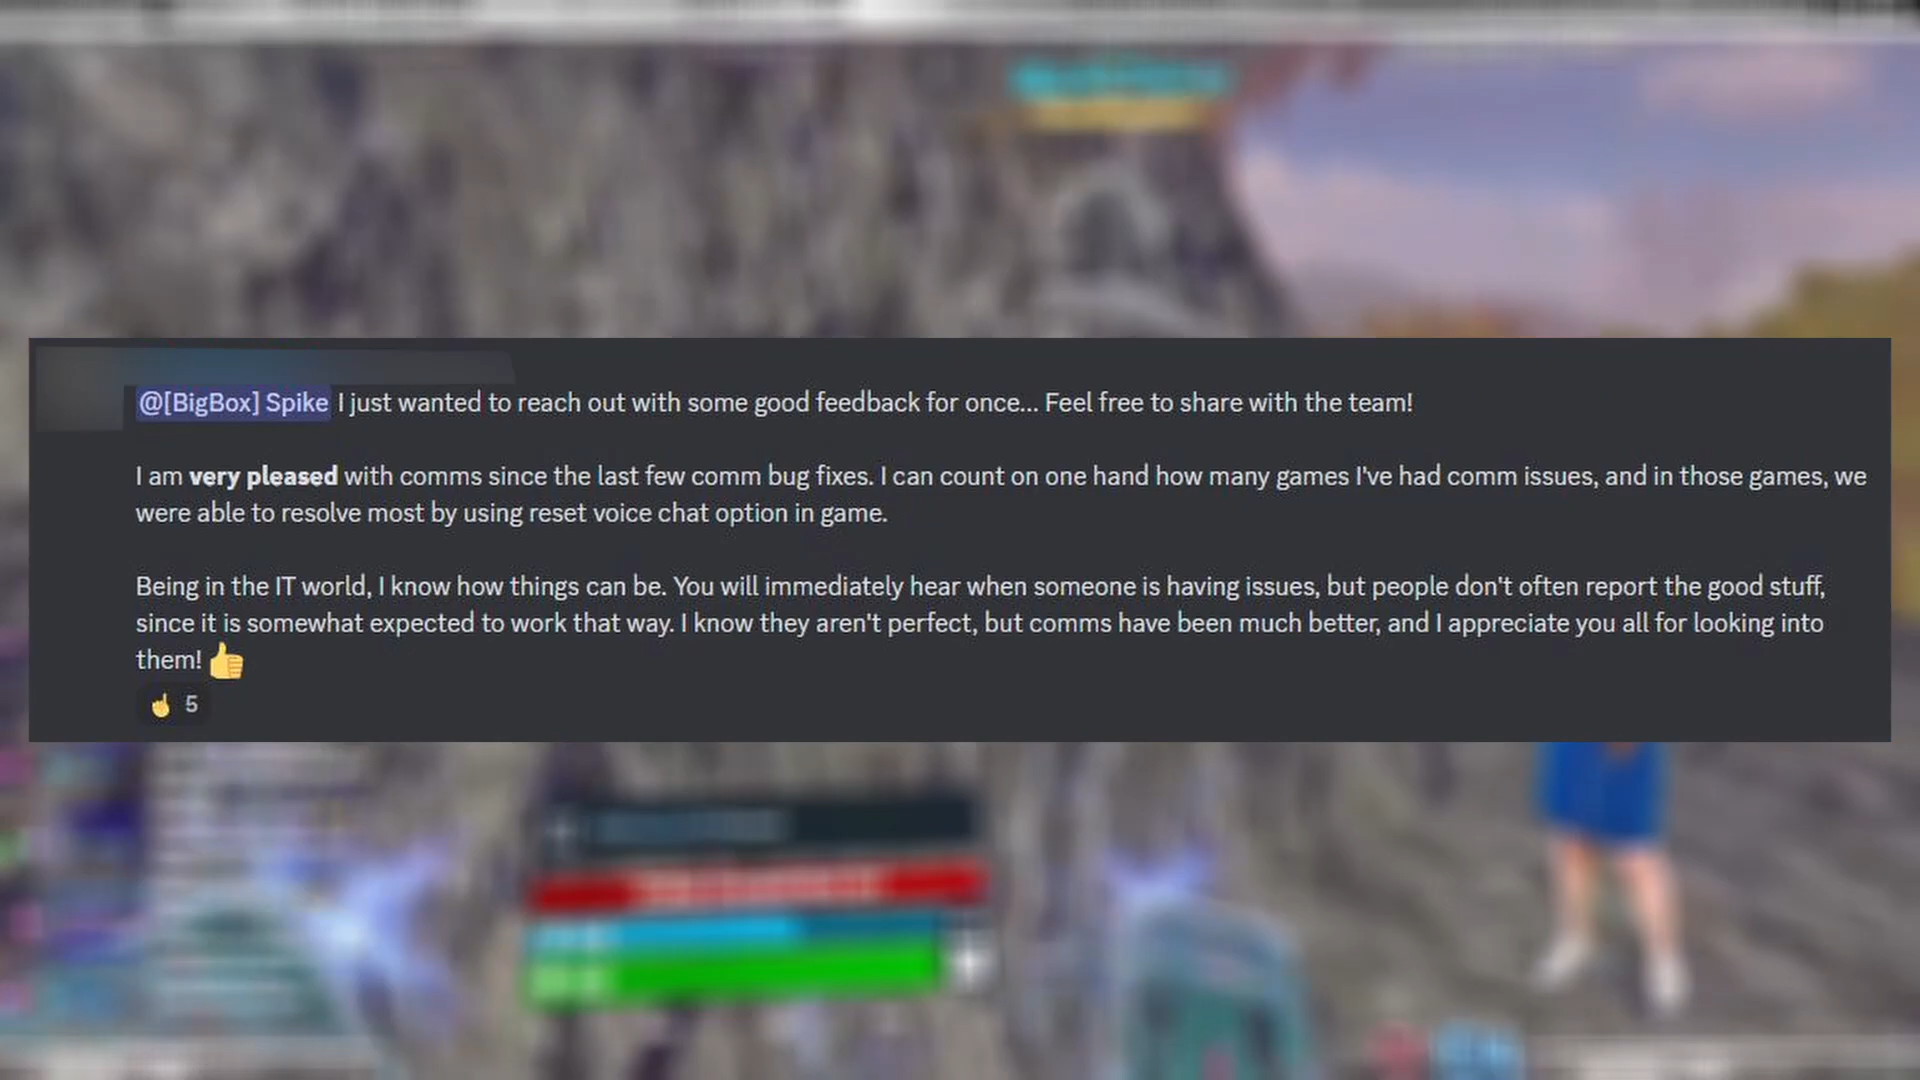 @[BigBox] Spike I just wanted to reach out with some good feedback for once... Feel free to share with the team!
I am very pleased with comms since the last few comm bug fixes. I can count on one hand how many games I've had comm issues, and in those games, we
were able to resolve most by using reset voice chat option in game.
Being in the IT world, I know how things can be. You will immediately hear when someone is having issues, but people don't often report the good stuff,
since it is somewhat expected to work that way. I know they aren't perfect, but comms have been much better, and I appreciate you all for looking into
them! 👍
☝ 5